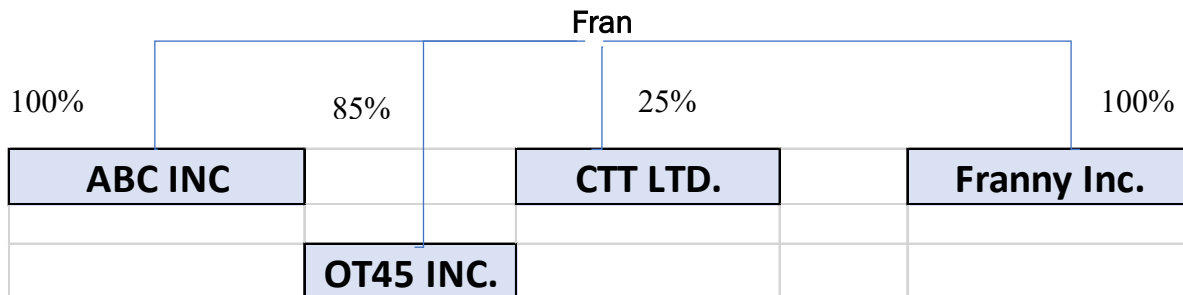 Fran
100%
85%
25%
100%
ABC INC
CTT LTD.
Franny Inc.
OT45 INC.